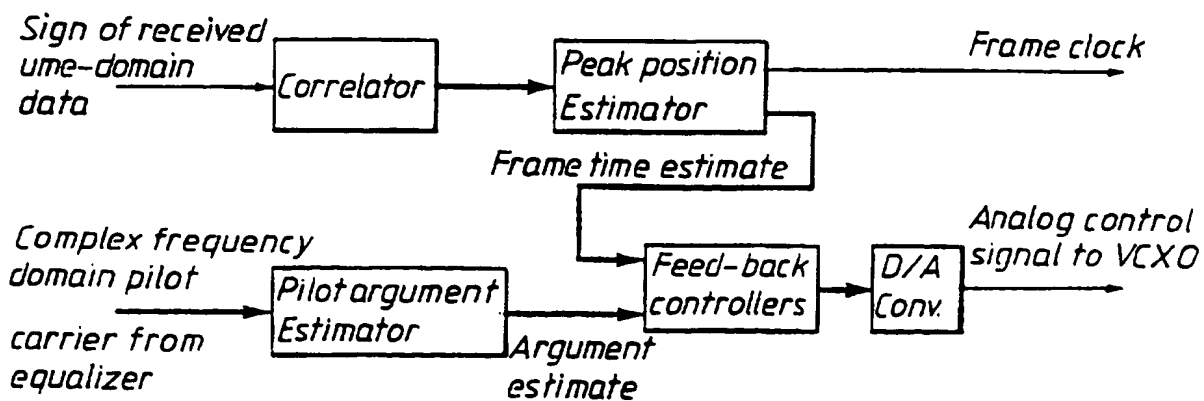 Sign of received
ume-domain
data
Correlator
Peak position
Estimator
Frame clock
Frame time estimate
Complex frequency
domain pilot
carrier from
equalizer
Pilot argument
Estimator
Argument
estimate
Feed-back
controllers
D/A
Conv.
Analog control
signal to VCXO